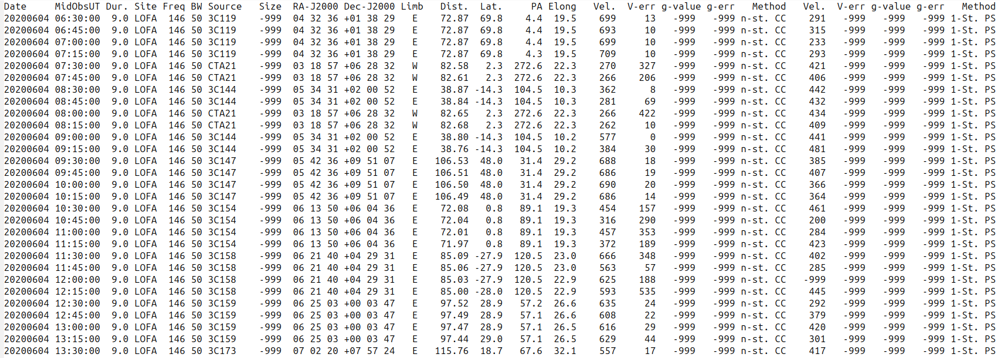 Date MidObsUT Dur. Site Freq BW Source Size RA-J2000 Dec-J2000 Limb Dist. Lat. PA Elong Vel. V-err g-value g-err Method Vel. V-err g-value g-err Method
20200604 06:30:00 9.0 LOFA 146 50 3C119 -999 04 32 36 +01 38 29 E 72.87 69.8 4.4 19.5 699 13 -999 -999 n-st. CC 291 -999 -999 -999 1-St. PS
20200604 06:45:00 9.0 LOFA 146 50 3C119 -999 04 32 36 +01 38 29 E 72.87 69.8 4.4 19.5 693 10 -999 -999 n-st. CC 315 -999 -999 -999 1-St. PS
20200604 07:00:00 9.0 LOFA 146 50 3C119 -999 04 32 36 +01 38 29 E 72.87 69.8 4.4 19.5 699 10 -999 -999 n-st. CC 233 -999 -999 -999 1-St. PS
20200604 07:15:00 9.0 LOFA 146 50 3C119 -999 04 32 36 +01 38 29 E 72.87 69.8 4.3 19.5 709 10 -999 -999 n-st. CC 293 -999 -999 -999 1-St. PS
20200604 07:30:00 9.0 LOFA 146 50 CTA21 -999 03 18 57 +06 28 32 W 82.58 2.3 272.6 22.3 270 327 -999 -999 n-st. CC 421 -999 -999 -999 1-St. PS
20200604 07:45:00 9.0 LOFA 146 50 CTA21 -999 03 18 57 +06 28 32 W 82.61 2.3 272.6 22.3 266 206 -999 -999 n-st. CC 406 -999 -999 -999 1-St. PS
20200604 08:30:00 9.0 LOFA 146 50 3C144 -999 05 34 31 +02 00 52 E 38.87 -14.3 104.5 10.3 362 8 -999 -999 n-st. CC 442 -999 -999 -999 1-St. PS
20200604 08:45:00 9.0 LOFA 146 50 3C144 -999 05 34 31 +02 00 52 E 38.84 -14.3 104.5 10.3 281 69 -999 -999 n-st. CC 432 -999 -999 -999 1-St. PS
20200604 08:00:00 9.0 LOFA 146 50 CTA21 -999 03 18 57 +06 28 32 W 82.65 2.3 272.6 22.3 266 422 -999 -999 n-st. CC 434 -999 -999 -999 1-St. PS
20200604 08:15:00 9.0 LOFA 146 50 CTA21 -999 03 18 57 +06 28 32 W 82.68 2.3 272.6 22.3 262 10 -999 -999 n-st. CC 409 -999 -999 -999 1-St. PS
20200604 09:00:00 9.0 LOFA 146 50 3C144 -999 05 34 31 +02 00 52 E 38.80 -14.3 104.5 10.2 577 0 -999 -999 n-st. CC 441 -999 -999 -999 1-St. PS
20200604 09:15:00 9.0 LOFA 146 50 3C144 -999 05 34 31 +02 00 52 E 38.76 -14.3 104.5 10.2 384 30 -999 -999 n-st. CC 481 -999 -999 -999 1-St. PS
20200604 09:30:00 9.0 LOFA 146 50 3C147 -999 05 42 36 +09 51 07 E 106.53 48.0 31.4 29.2 688 18 -999 -999 n-st. CC 385 -999 -999 -999 1-St. PS
20200604 09:45:00 9.0 LOFA 146 50 3C147 -999 05 42 36 +09 51 07 E 106.51 48.0 31.4 29.2 686 19 -999 -999 n-st. CC 407 -999 -999 -999 1-St. PS
20200604 10:00:00 9.0 LOFA 146 50 3C147 -999 05 42 36 +09 51 07 E 106.50 48.0 31.4 29.2 690 20 -999 -999 n-st. CC 366 -999 -999 -999 1-St. PS
20200604 10:15:00 9.0 LOFA 146 50 3C147 -999 05 42 36 +09 51 07 E 106.49 48.0 31.4 29.2 686 14 -999 -999 n-st. CC 364 -999 -999 -999 1-St. PS
20200604 10:30:00 9.0 LOFA 146 50 3C154 -999 06 13 50 +06 04 36 E 72.08 0.8 89.1 19.3 454 157 -999 -999 n-st. CC 461 -999 -999 -999 1-St. PS
20200604 10:45:00 9.0 LOFA 146 50 3C154 -999 06 13 50 +06 04 36 E 72.04 0.8 89.1 19.3 316 290 -999 -999 n-st. CC 200 -999 -999 -999 1-St. PS
20200604 11:00:00 9.0 LOFA 146 50 3C154 -999 06 13 50 +06 04 36 E 72.01 0.8 89.1 19.3 457 353 -999 -999 n-st. CC 284 -999 -999 -999 1-St. PS
20200604 11:15:00 9.0 LOFA 146 50 3C154 -999 06 13 50 +06 04 36 E 71.97 0.8 89.1 19.3 372 189 -999 -999 n-st. CC 423 -999 -999 -999 1-St. PS
20200604 11:30:00 9.0 LOFA 146 50 3C158 -999 06 21 40 +04 29 31 E 85.09 -27.9 120.5 23.0 666 348 -999 -999 n-st. CC 402 -999 -999 -999 1-St. PS
20200604 11:45:00 9.0 LOFA 146 50 3C158 -999 06 21 40 +04 29 31 E 85.06 -27.9 120.5 23.0 563 57 -999 -999 n-st. CC 285 -999 -999 -999 1-St. PS
20200604 12:00:00 9.0 LOFA 146 50 3C158 -999 06 21 40 +04 29 31 E 85.03 -27.9 120.5 22.9 625 188 -999 -999 n-st. CC -999 -999 -999 -999 1-St. PS
20200604 12:15:00 9.0 LOFA 146 50 3C158 -999 06 21 40 +04 29 31 E 85.00 -28.0 120.5 22.9 593 535 -999 -999 n-st. CC 445 -999 -999 -999 1-St. PS
20200604 12:30:00 9.0 LOFA 146 50 3C159 -999 06 25 03 +00 03 47 E 97.52 28.9 57.2 26.6 635 24 -999 -999 n-st. CC 292 -999 -999 -999 1-St. PS
20200604 12:45:00 9.0 LOFA 146 50 3C159 -999 06 25 03 +00 03 47 E 97.49 28.9 57.1 26.6 608 22 -999 -999 n-st. CC 379 -999 -999 -999 1-St. PS
20200604 13:00:00 9.0 LOFA 146 50 3C159 -999 06 25 03 +00 03 47 E 97.47 28.9 57.1 26.5 616 29 -999 -999 n-st. CC 420 -999 -999 -999 1-St. PS
20200604 13:15:00 9.0 LOFA 146 50 3C159 -999 06 25 03 +00 03 47 E 97.44 29.0 57.1 26.5 629 44 -999 -999 n-st. CC 301 -999 -999 -999 1-St. PS
20200604 13:30:00 9.0 LOFA 146 50 3C173 -999 07 02 20 +07 57 24 E 115.76 18.7 67.6 32.1 557 17 -999 -999 n-st. CC 417 -999 -999 -999 1-St. PS